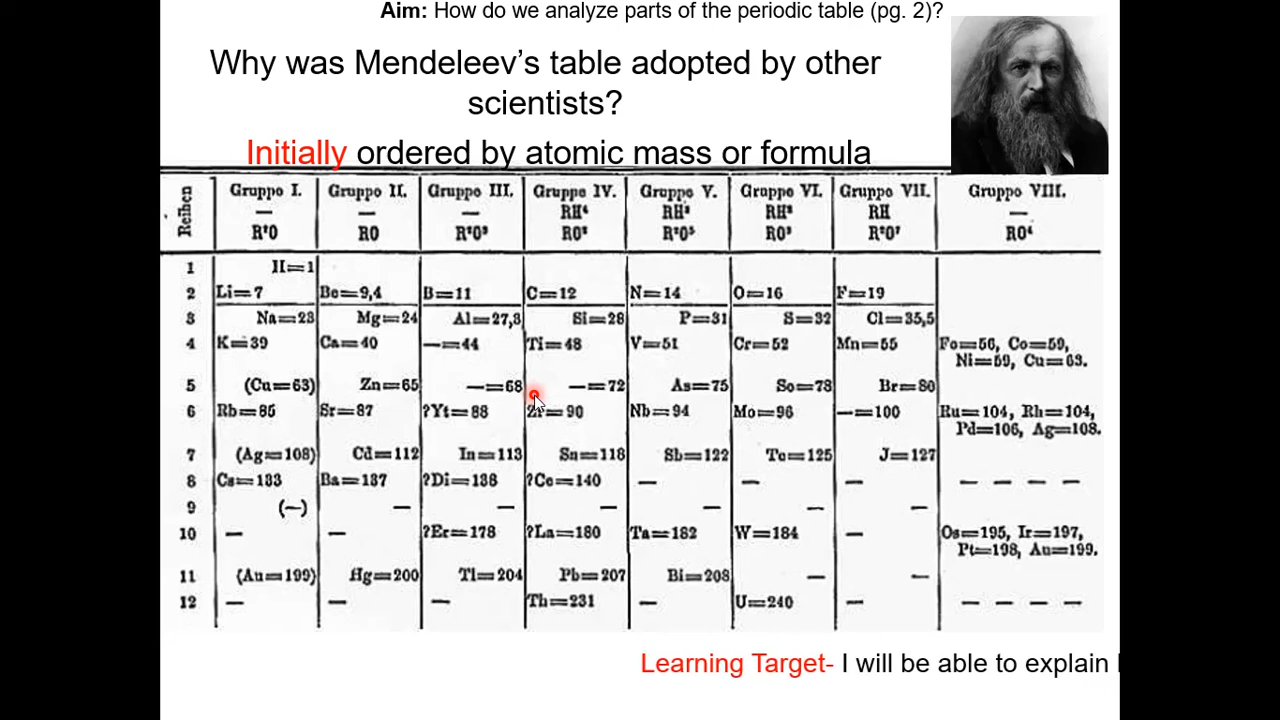 Aim: How do we analyze parts of the periodic table (pg. 2)?
Why was Mendeleev's table adopted by other
scientists?
Initially ordered by atomic mass or formula
Reihen Gruppo I. Gruppo II. Gruppo III. Gruppo IV. Gruppo V. Gruppo VI. Gruppo VII. Gruppo VIII.
— — — RH⁴ RH³ RH² RH —
R²O RO R²O³ RO² R²O⁵ RO³ R²O⁷ RO⁴
1 H=1
2 Li=7 Be=9,4 B=11 C=12 N=14 O=16 F=19
3 Na=23 Mg=24 Al=27,3 Si=28 P=31 S=32 Cl=35,5
4 K=39 Ca=40 —=44 Ti=48 V=51 Cr=52 Mn=55 Fo=56, Co=59,
Ni=59, Cu=63.
5 (Cu=63) Zn=65 —=68 —=72 As=75 So=78 Br=80
6 Rb=85 Sr=87 ?Yt=88 Zr=90 Nb=94 Mo=96 —=100 Ru=104, Rh=104,
Pd=106, Ag=108.
7 (Ag=108) Cd=112 In=113 Sn=118 Sb=122 To=125 J=127
8 Cs=133 Ba=137 ?Di=138 ?Co=140 — — — — — — —
9 (—) — — — — — —
10 — — ?Er=178 ?La=180 Ta=182 W=184 — Os=195, Ir=197,
Pt=198, Au=199.
11 (Au=199) Hg=200 Tl=204 Pb=207 Bi=208 — —
12 — — — Th=231 — U=240 — — — — —
Learning Target- I will be able to explain